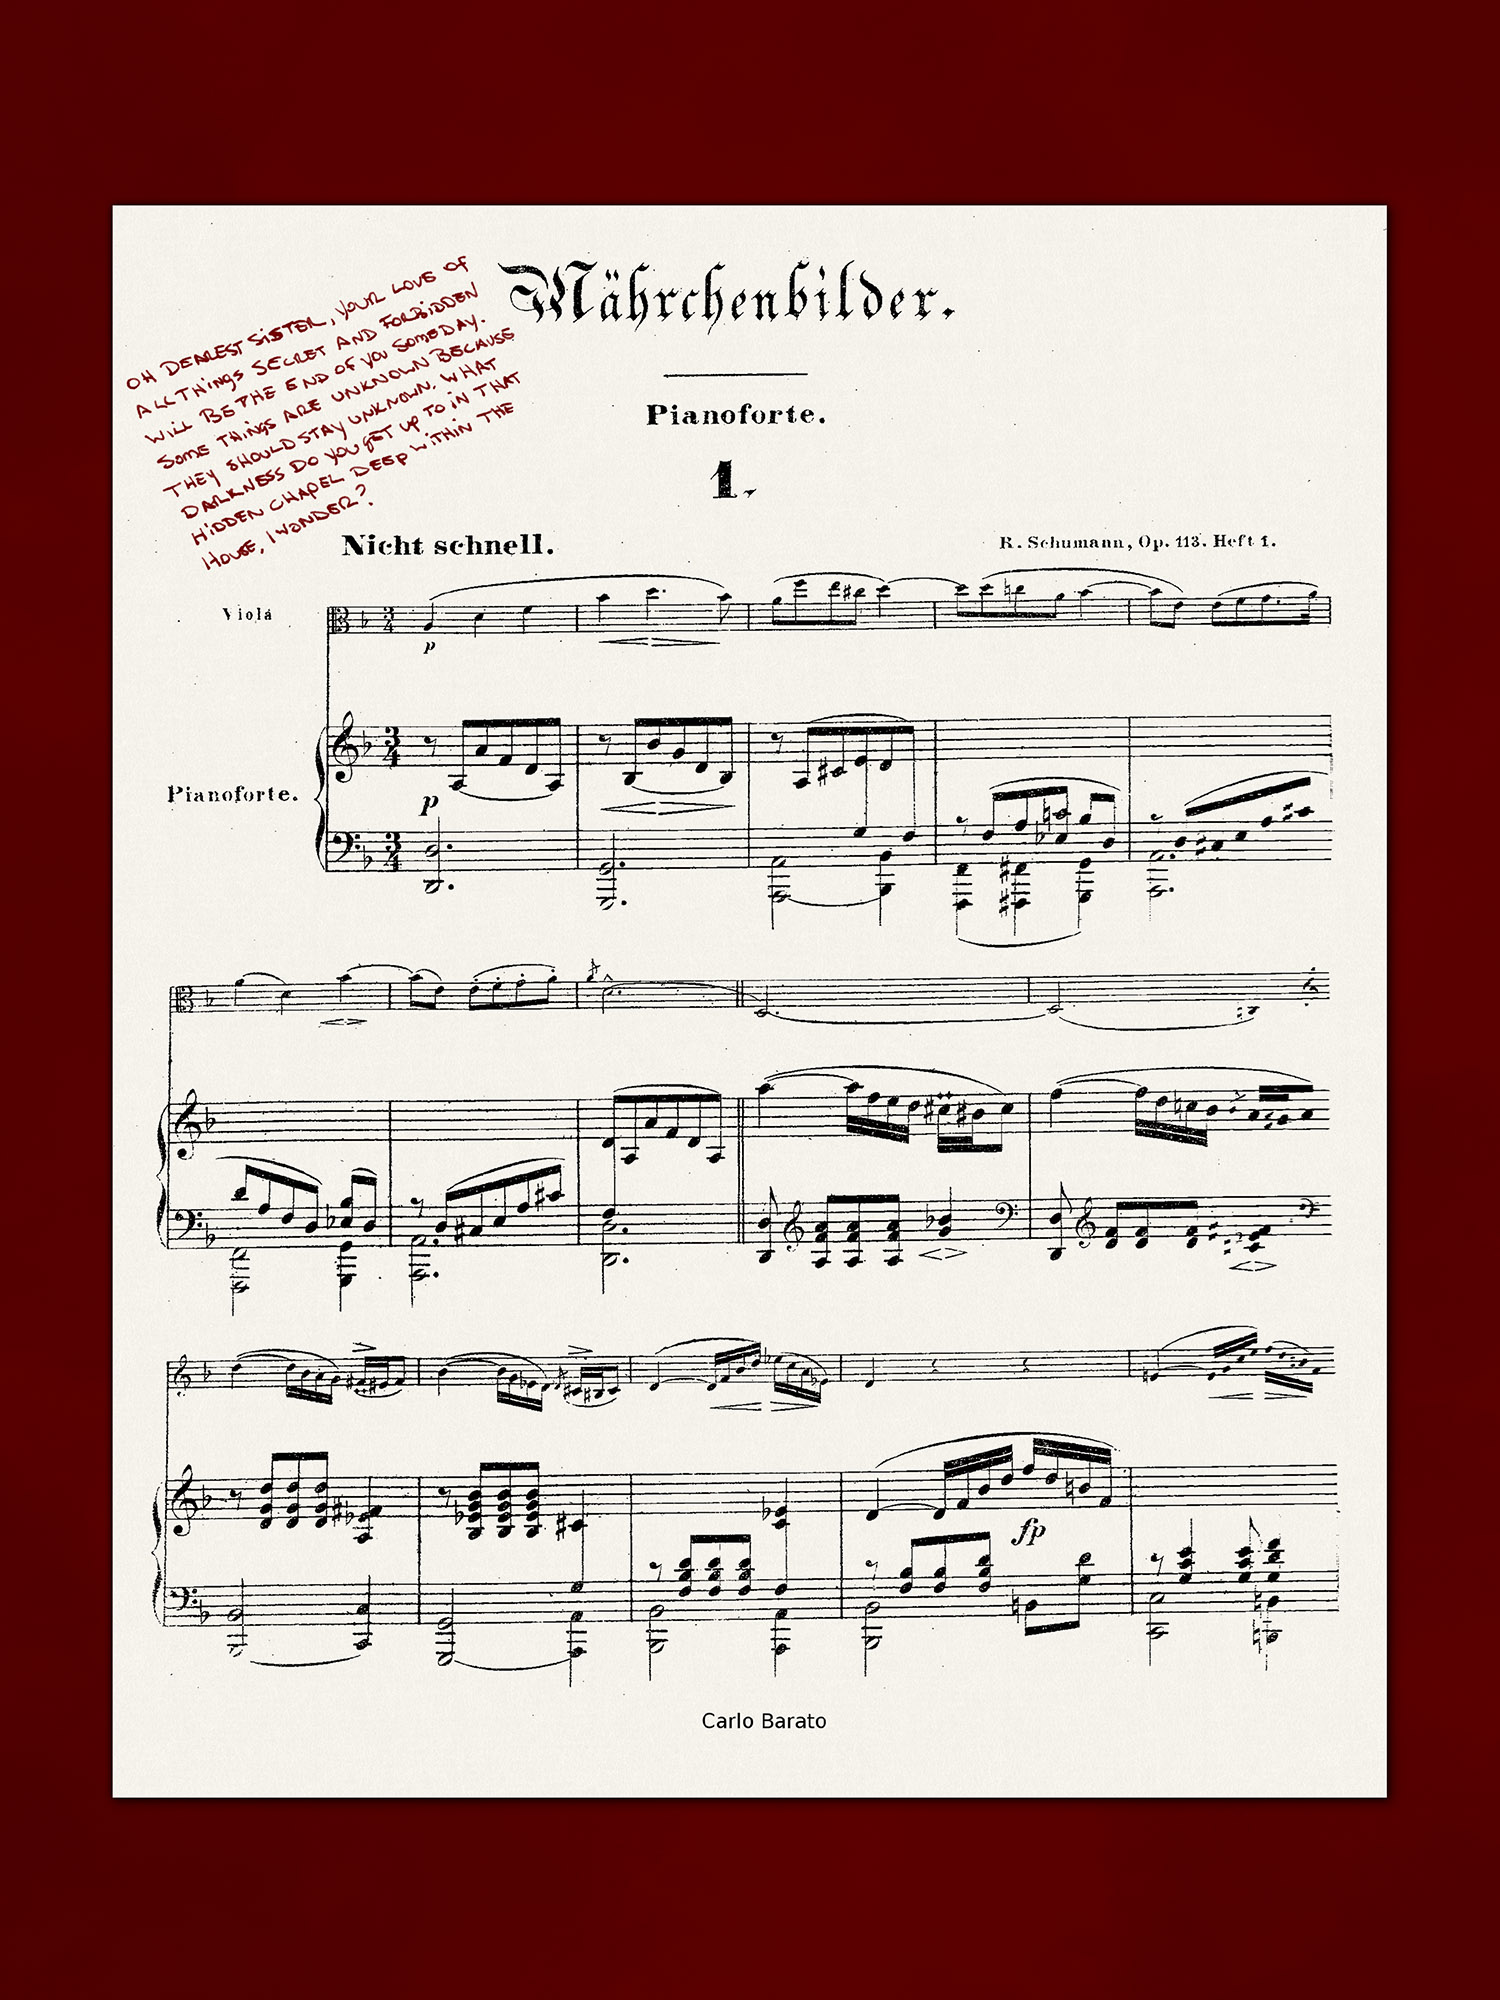 Mährchenbilder.
OH DEAREST SISTER, YOUR LOVE OF
ALL THINGS SECRET AND FORBIDDEN
WILL BE THE END OF YOU SOMEDAY.
SOME THINGS ARE UNKNOWN BECAUSE
THEY SHOULD STAY UNKNOWN. WHAT
DARKNESS DO YOU GET UP TO IN THAT
HIDDEN CHAPEL DEEP WITHIN THE
HOUSE, I WONDER?
Pianoforte.
1.
Nicht schnell.
R. Schumann, Op. 113. Heft 1.
Viola
p
Pianoforte.
p
fp
Carlo Barato